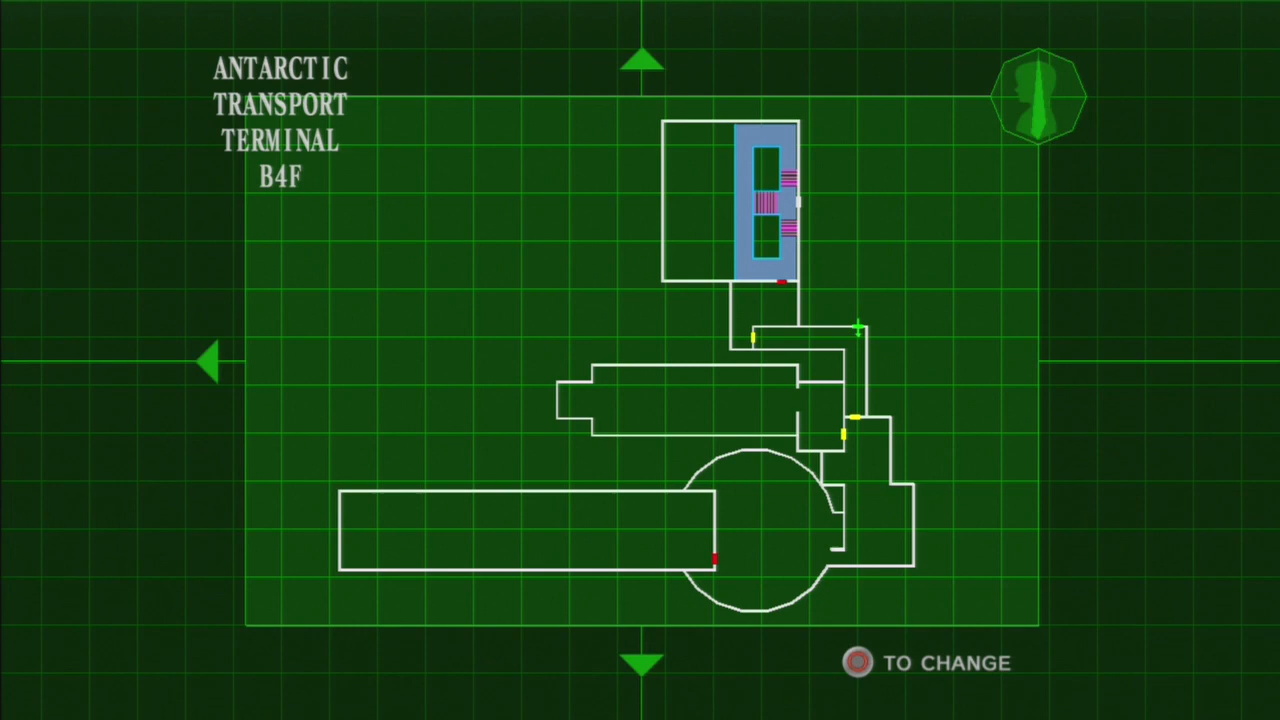 ANTARCTIC
TRANSPORT
TERMINAL
B4F
TO CHANGE